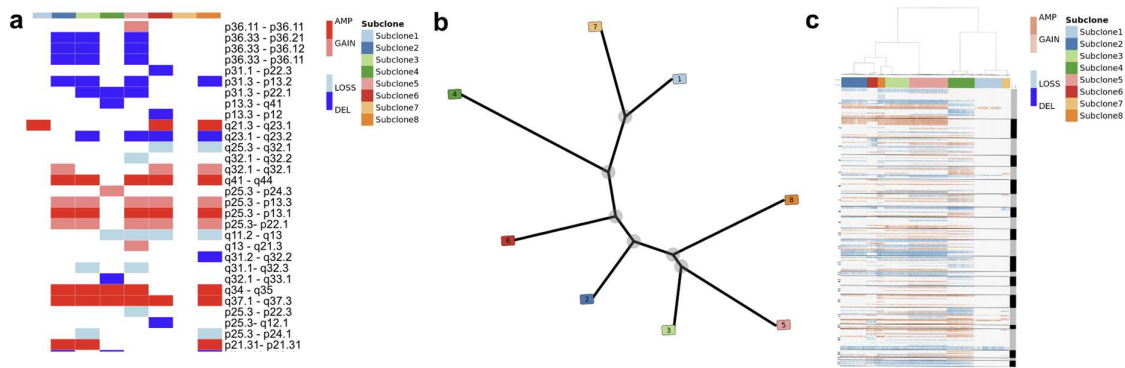 a
p36.11 - p36.11
p36.33 - p36.21
p36.33 - p36.12
p36.33 - p36.11
p31.1 - p22.3
p31.3 - p13.2
p31.3 - p22.1
p13.3 - q41
p13.3 - p12
q21.3 - q23.1
q23.1 - q23.2
q25.3 - q32.1
q32.1 - q32.2
q32.1 - q32.1
q41 - q44
p25.3 - p24.3
p25.3 - p13.3
p25.3 - p13.1
p25.3 - p22.1
q11.2 - q13
q13 - q21.3
q31.2 - q32.2
q31.1 - q32.3
q32.1 - q33.1
q34 - q35
q37.1 - q37.3
p25.3 - p22.3
p25.3 - q12.1
p25.3 - p24.1
p21.31 - p21.31
AMP
GAIN
LOSS
DEL
Subclone
Subclone1
Subclone2
Subclone3
Subclone4
Subclone5
Subclone6
Subclone7
Subclone8
b
7
1
4
8
6
2
3
5
c
AMP
GAIN
LOSS
DEL
Subclone
Subclone1
Subclone2
Subclone3
Subclone4
Subclone5
Subclone6
Subclone7
Subclone8